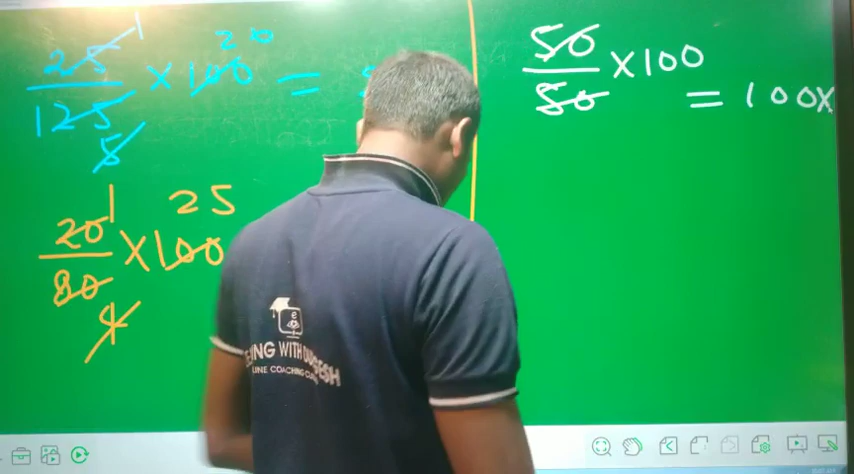 1 20
25/125 × 100 =
5
1 25
20/80 × 100
4
50/50 × 100
= 100×
e
ING WITH
LINE COACHING